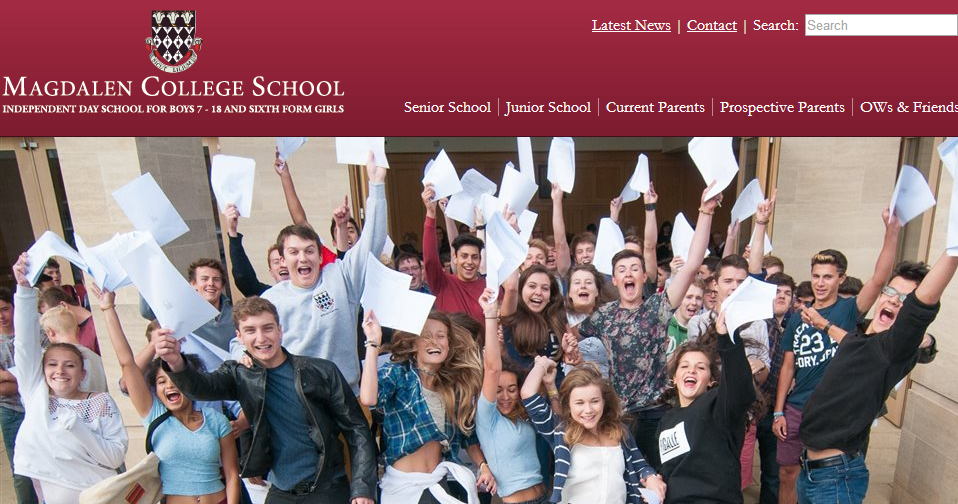 Latest News | Contact | Search: Search
MAGDALEN COLLEGE SCHOOL
INDEPENDENT DAY SCHOOL FOR BOYS 7 - 18 AND SIXTH FORM GIRLS
Senior School | Junior School | Current Parents | Prospective Parents | OWs & Friends
23